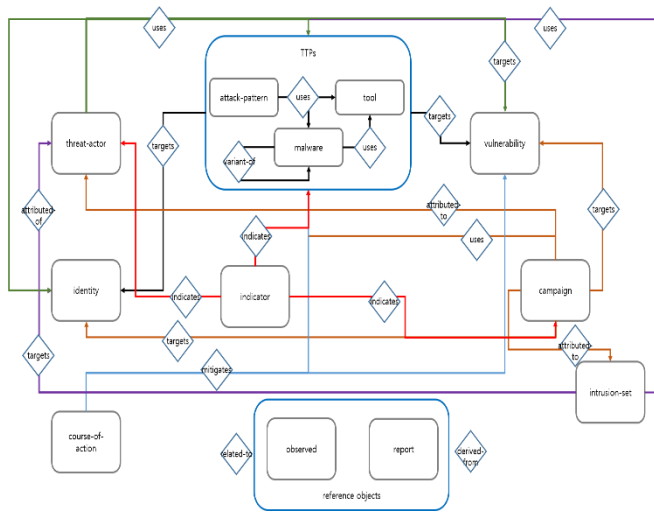 uses
uses
TTPs
targets
attack-pattern
uses
tool
targets
threat-actor
targets
malware
uses
vulnerability
variant-of
attributed
of
attributed
to
targets
indicates
uses
identity
indicates
indicator
indicates
campaign
targets
targets
mitigates
attributed
to
intrusion-set
course-of-
action
related-to
observed
report
derived-
from
reference objects